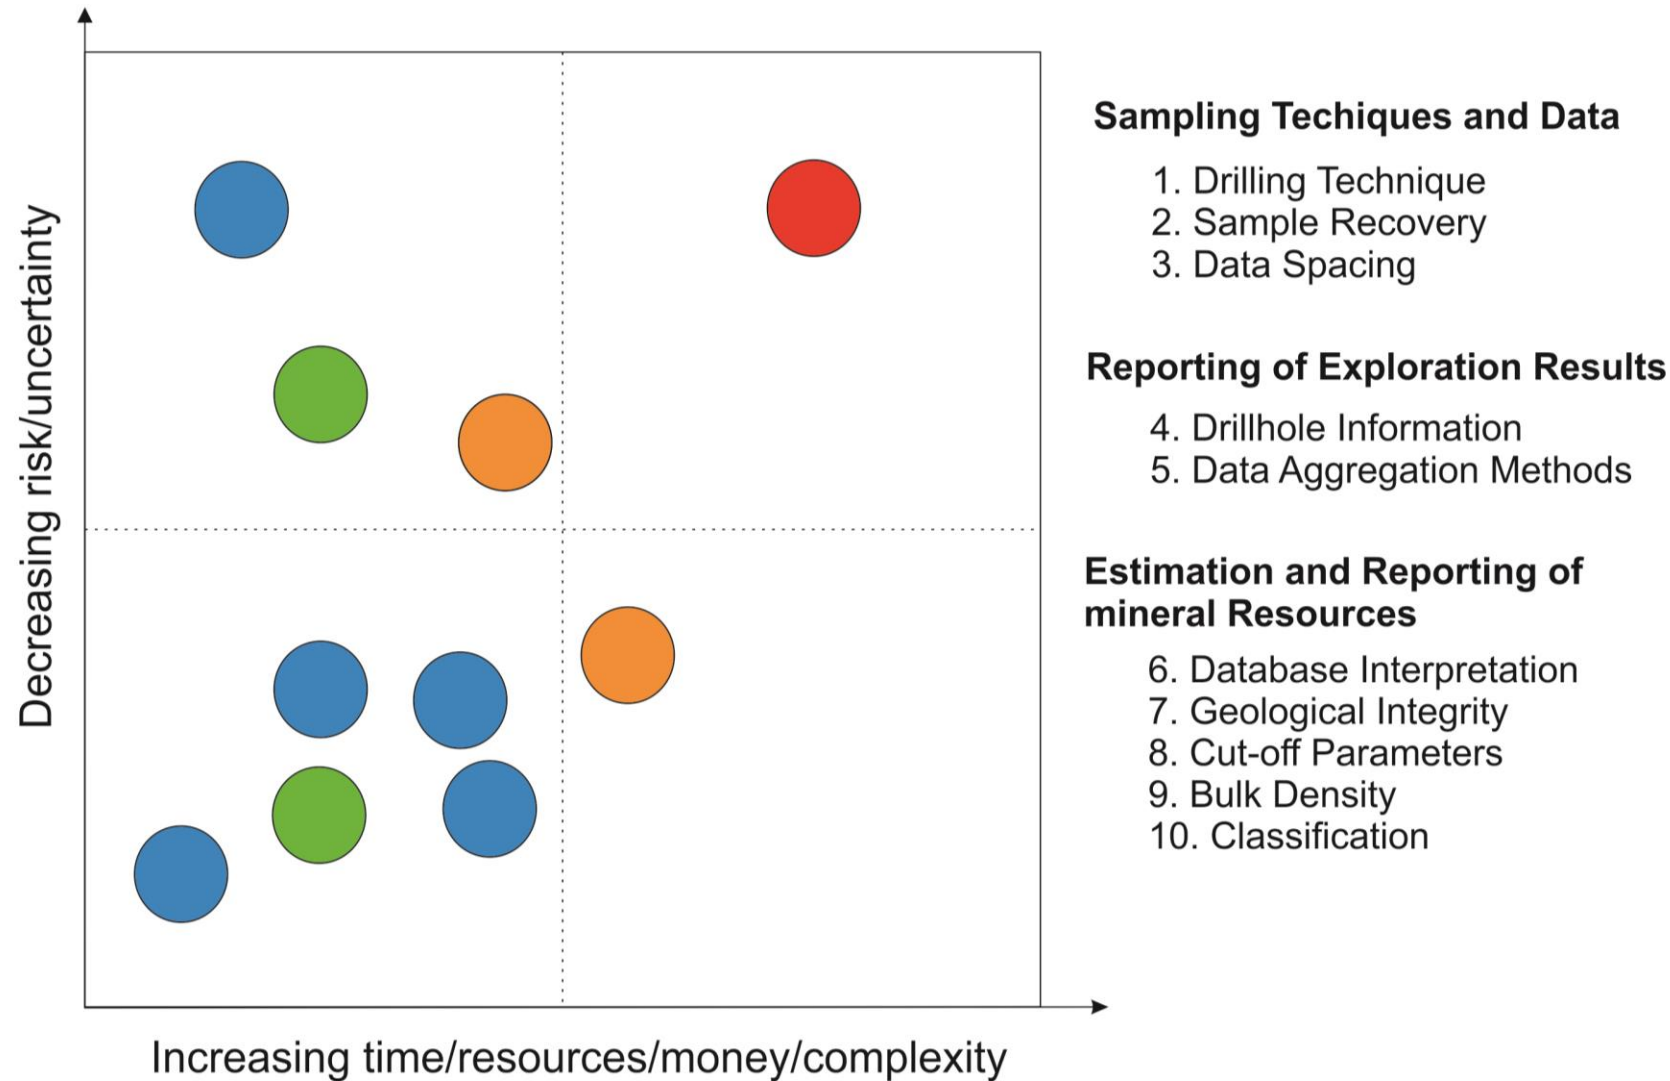 Decreasing risk/uncertainty
Increasing time/resources/money/complexity
Sampling Techiques and Data
1. Drilling Technique
2. Sample Recovery
3. Data Spacing
Reporting of Exploration Results
4. Drillhole Information
5. Data Aggregation Methods
Estimation and Reporting of
mineral Resources
6. Database Interpretation
7. Geological Integrity
8. Cut-off Parameters
9. Bulk Density
10. Classification